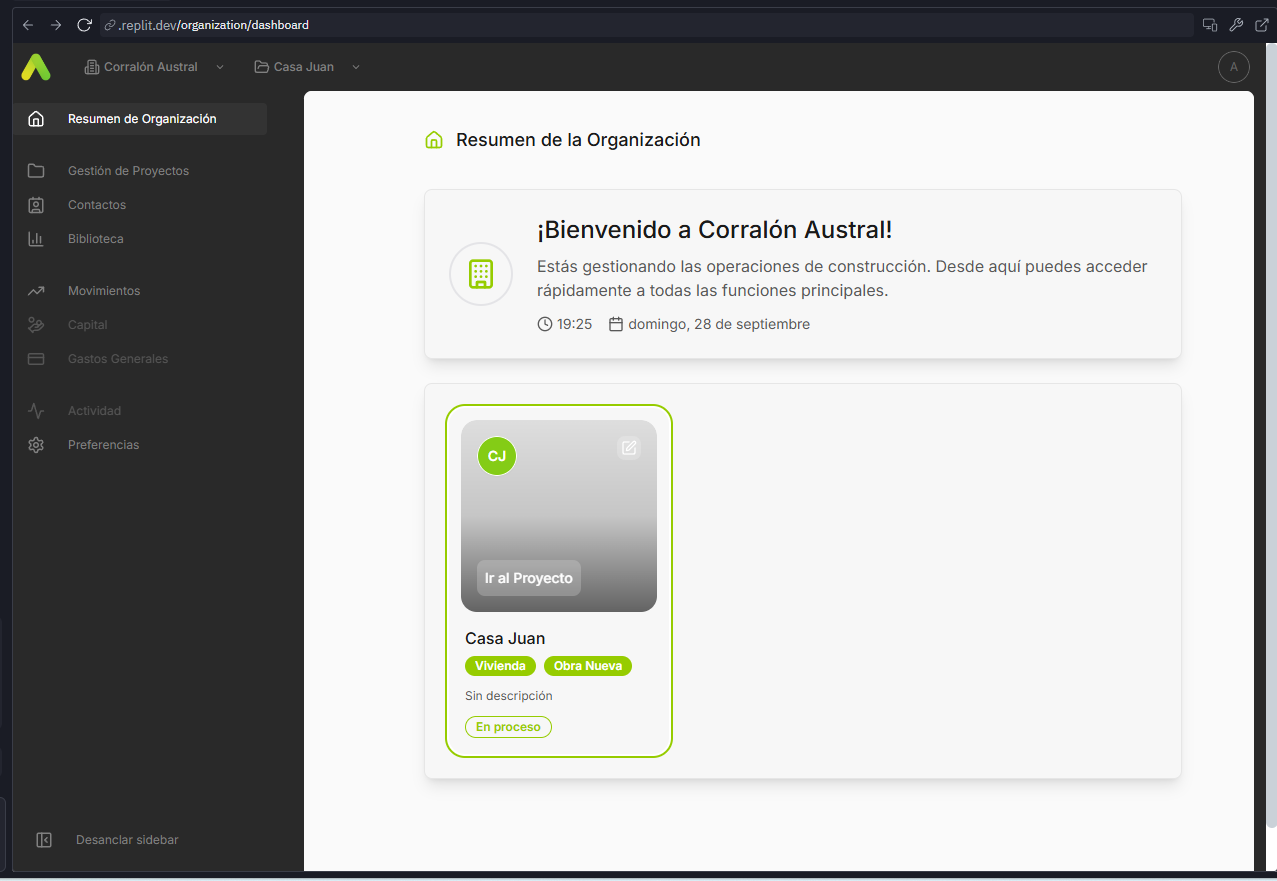 .replit.dev/organization/dashboard
Corralón Austral
Casa Juan
A
Resumen de Organización
Gestión de Proyectos
Contactos
Biblioteca
Movimientos
Capital
Gastos Generales
Actividad
Preferencias
Desanclar sidebar
Resumen de la Organización
¡Bienvenido a Corralón Austral!
Estás gestionando las operaciones de construcción. Desde aquí puedes acceder
rápidamente a todas las funciones principales.
19:25 domingo, 28 de septiembre
CJ
Ir al Proyecto
Casa Juan
Vivienda Obra Nueva
Sin descripción
En proceso